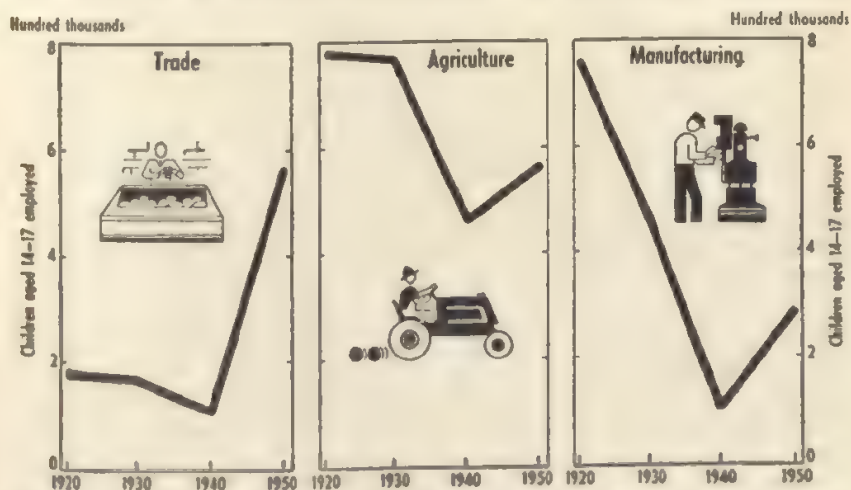 Hundred thousands
Hundred thousands
Trade
Agriculture
Manufacturing
8
6
4
2
0
Children aged 14–17 employed
1920 1930 1940 1950
1920 1930 1940 1950
1920 1930 1940 1950
8
6
4
2
0
Children aged 14–17 employed